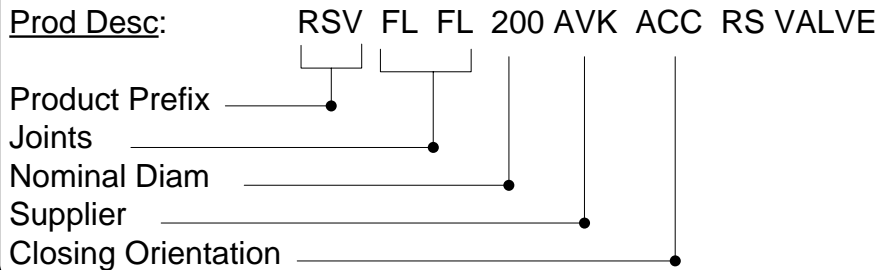 Prod Desc: RSV FL FL 200 AVK ACC RS VALVE
Product Prefix
Joints
Nominal Diam
Supplier
Closing Orientation